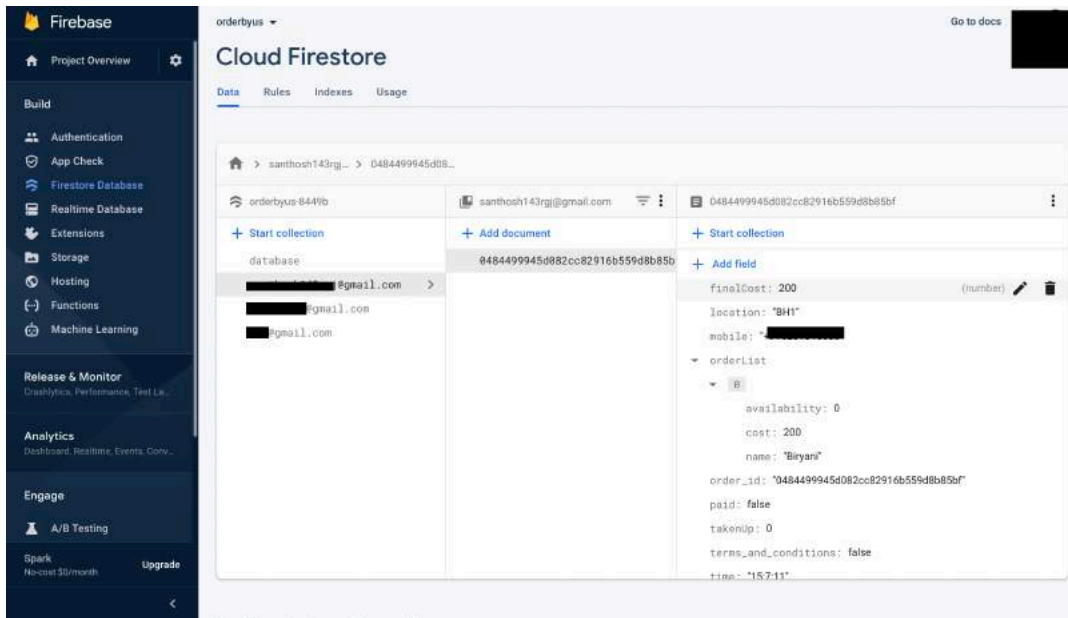 Firebase
Project Overview
Build
Authentication
App Check
Firestore Database
Realtime Database
Extensions
Storage
Hosting
Functions
Machine Learning
Release & Monitor
Crashlytics, Performance, Test La...
Analytics
Dashboard, Realtime, Events, Conv...
Engage
A/B Testing
Spark
No-cost $0/month
Upgrade
orderbyus
Go to docs
Cloud Firestore
Data Rules Indexes Usage
santhosh143rgj... > 0484499945d08...
orderbyus-8449b
+ Start collection
database
@gmail.com
@gmail.com
@gmail.com
santhosh143rgj@gmail.com
+ Add document
0484499945d082cc82916b559d8b85b
0484499945d082cc82916b559d8b85bf
+ Start collection
+ Add field
finalCost: 200 (number)
location: "BH1"
mobile:
orderList
availability: 0
cost: 200
name: "Biryani"
order_id: "0484499945d082cc82916b559d8b85bf"
paid: false
takenUp: 0
terms_and_conditions: false
time: "15:7:11"